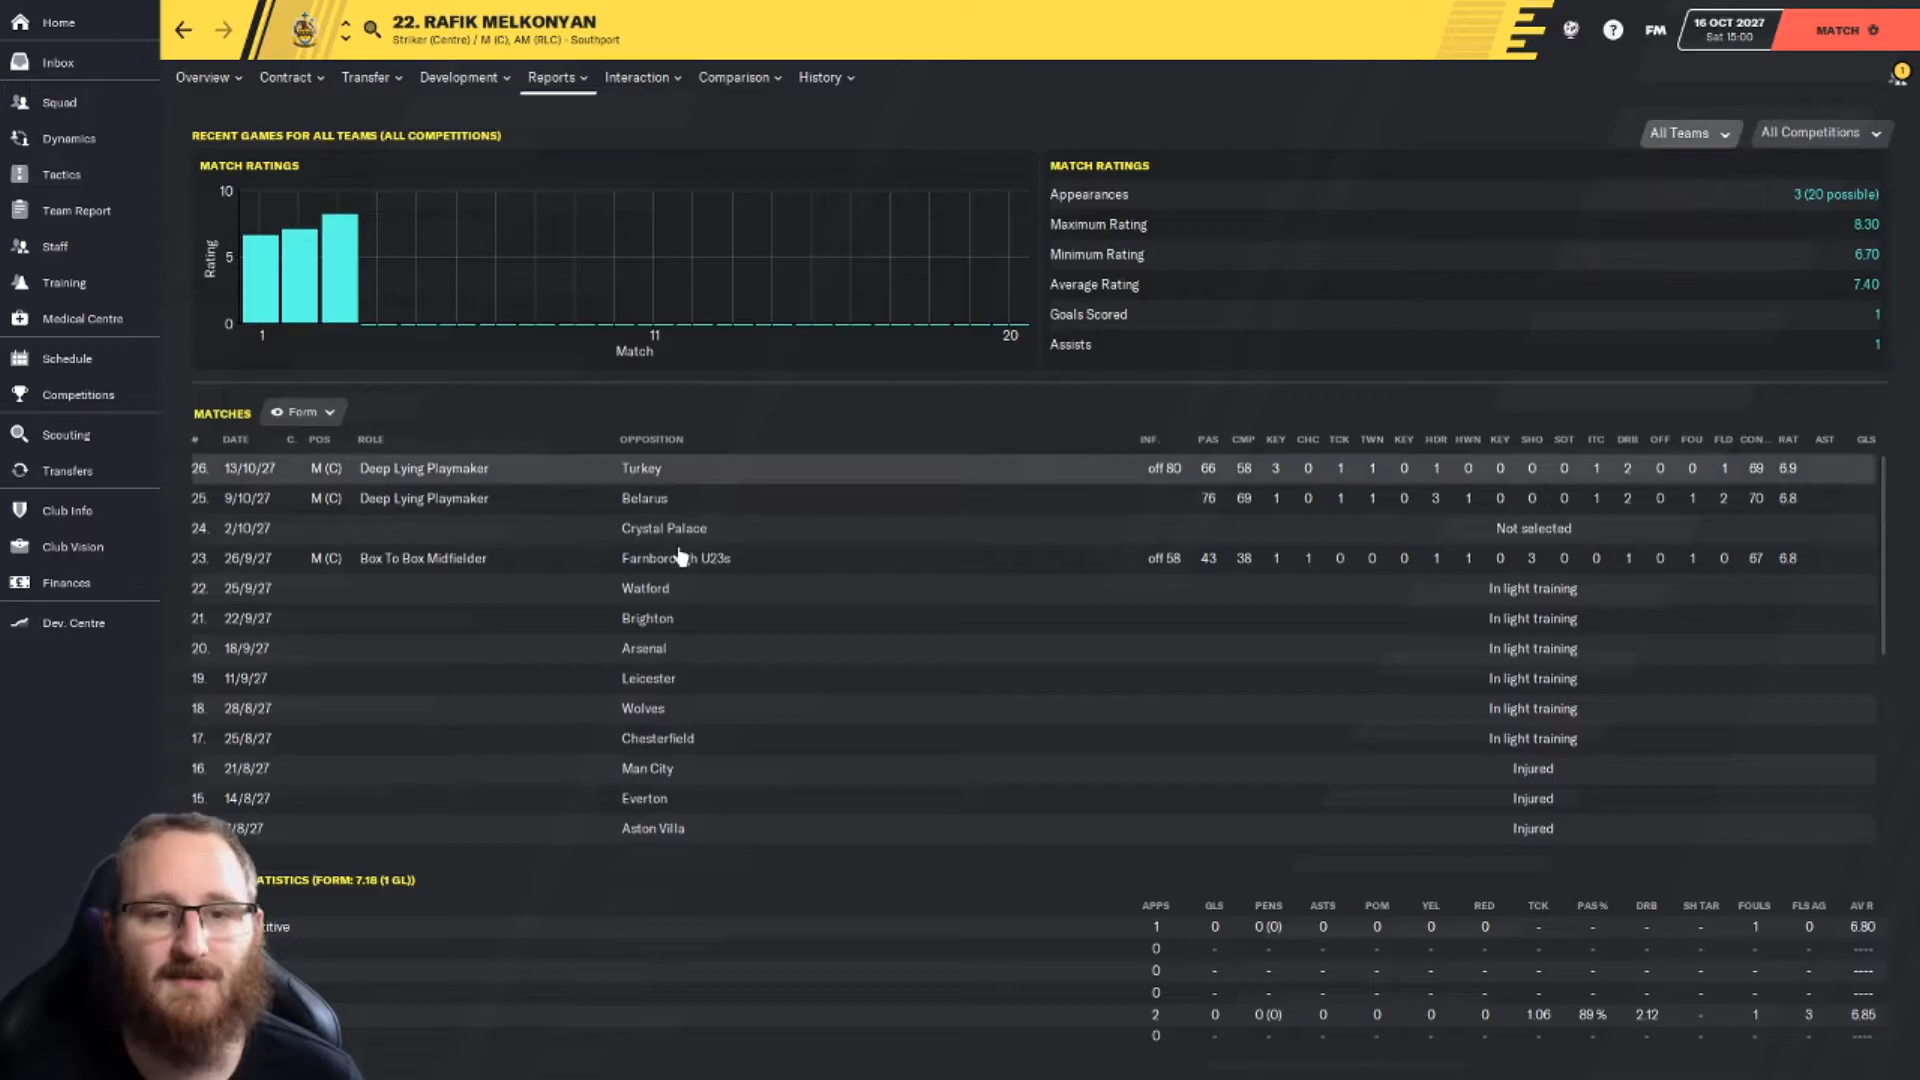 Home
Inbox
Squad
Dynamics
Tactics
Team Report
Staff
Training
Medical Centre
Schedule
Competitions
Scouting
Transfers
Club Info
Club Vision
Finances
Dev. Centre
22. RAFIK MELKONYAN
Striker (Centre) / M (C), AM (RLC) - Southport
FM
16 OCT 2027
Sat 15:00
MATCH
1
Overview Contract Transfer Development Reports Interaction Comparison History
RECENT GAMES FOR ALL TEAMS (ALL COMPETITIONS)
All Teams All Competitions
MATCH RATINGS
10
5
0
Rating
1 11 20
Match
MATCH RATINGS
Appearances 3 (20 possible)
Maximum Rating 8.30
Minimum Rating 6.70
Average Rating 7.40
Goals Scored 1
Assists 1
MATCHES Form
# DATE C. POS ROLE OPPOSITION INF. PAS CMP KEY CHC TCK TWN KEY HDR HWN KEY SHO SOT ITC DRB OFF FOU FLD CON... RAT AST GLS
26. 13/10/27 M (C) Deep Lying Playmaker Turkey off 80 66 58 3 0 1 1 0 1 0 0 0 0 1 2 0 0 1 69 6.9
25. 9/10/27 M (C) Deep Lying Playmaker Belarus 76 69 1 0 1 1 0 3 1 0 0 0 1 2 0 1 2 70 6.8
24. 2/10/27 Crystal Palace Not selected
23. 26/9/27 M (C) Box To Box Midfielder Farnborough U23s off 58 43 38 1 1 0 0 0 1 1 0 3 0 0 1 0 1 0 67 6.8
22. 25/9/27 Watford In light training
21. 22/9/27 Brighton In light training
20. 18/9/27 Arsenal In light training
19. 11/9/27 Leicester In light training
18. 28/8/27 Wolves In light training
17. 25/8/27 Chesterfield In light training
16. 21/8/27 Man City Injured
15. 14/8/27 Everton Injured
/8/27 Aston Villa Injured
ATISTICS (FORM: 7.18 (1 GL))
APPS GLS PENS ASTS POM YEL RED TCK PAS % DRB SH TAR FOULS FLS AG AV R
itive 1 0 0 (0) 0 0 0 0 - - - - 1 0 6.80
0 - - - - - - - - - - - - ----
0 - - - - - - - - - - - - ----
0 - - - - - - - - - - - - ----
2 0 0 (0) 0 0 0 0 1.06 89 % 2.12 - 1 3 6.85
0 - - - - - - - - - - - - ----